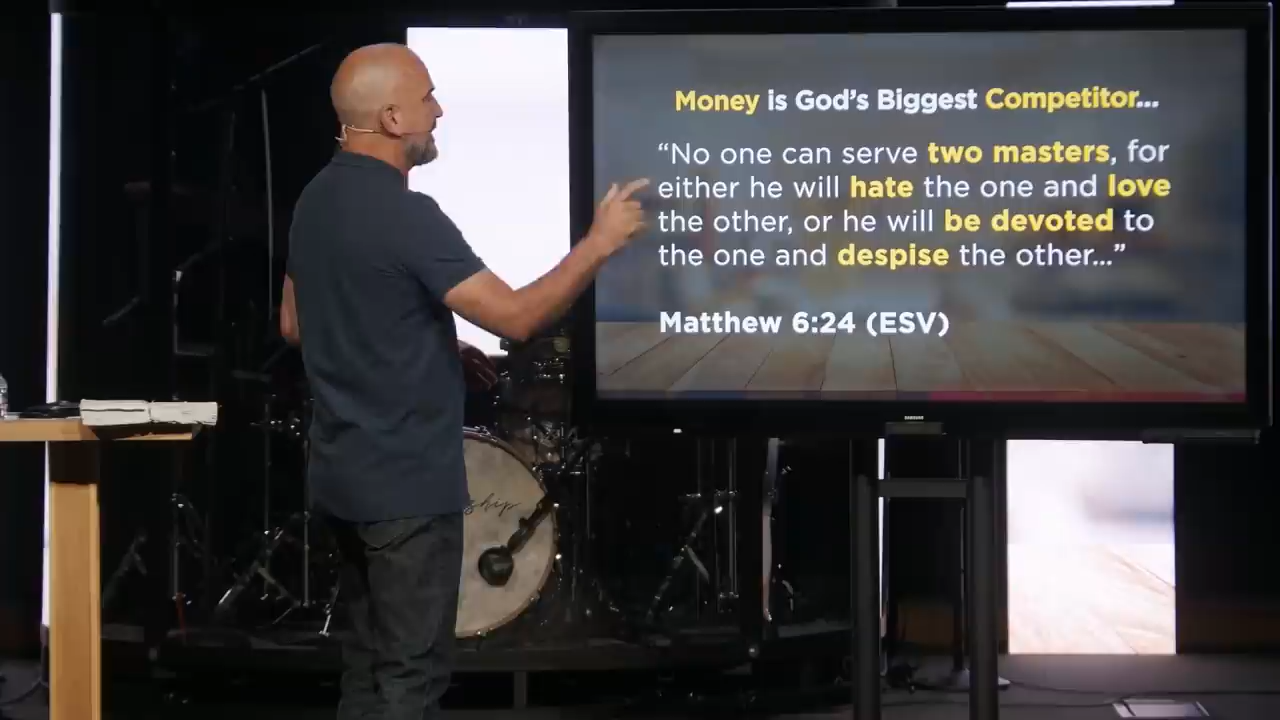 Money is God’s Biggest Competitor...
“No one can serve two masters, for
either he will hate the one and love
the other, or he will be devoted to
the one and despise the other...”
Matthew 6:24 (ESV)
SAMSUNG
ship